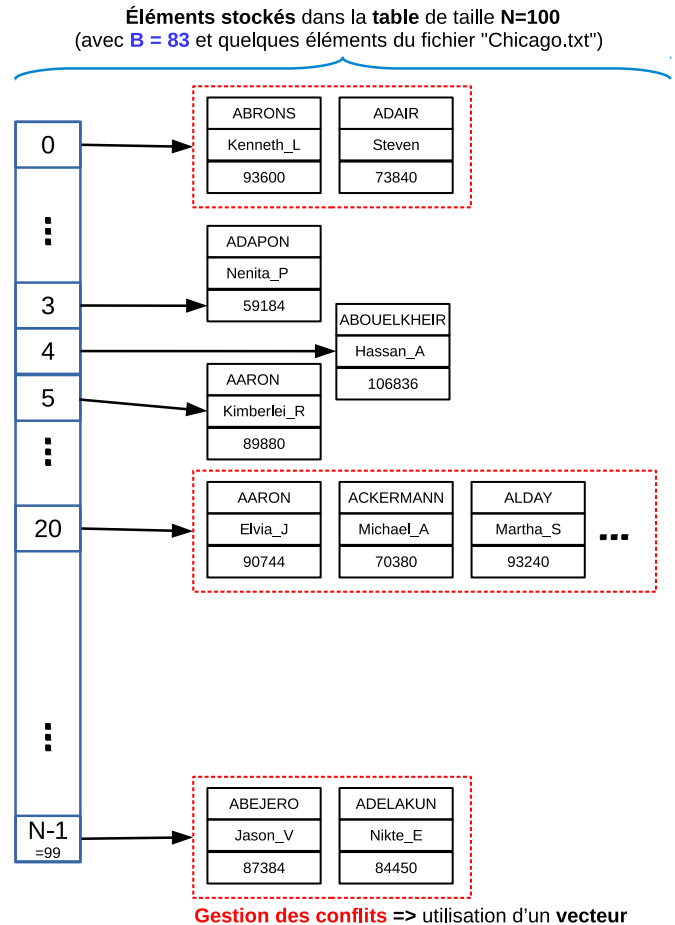 Éléments stockés dans la table de taille N=100
(avec B = 83 et quelques éléments du fichier "Chicago.txt")
0
ABRONS
Kenneth_L
93600
ADAIR
Steven
73840
...
ADAPON
Nenita_P
59184
3
ABOUELKHEIR
Hassan_A
106836
4
AARON
Kimberlei_R
89880
5
...
20
AARON
Elvia_J
90744
ACKERMANN
Michael_A
70380
ALDAY
Martha_S
93240
...
...
N-1
=99
ABEJERO
Jason_V
87384
ADELAKUN
Nikte_E
84450
Gestion des conflits => utilisation d'un vecteur